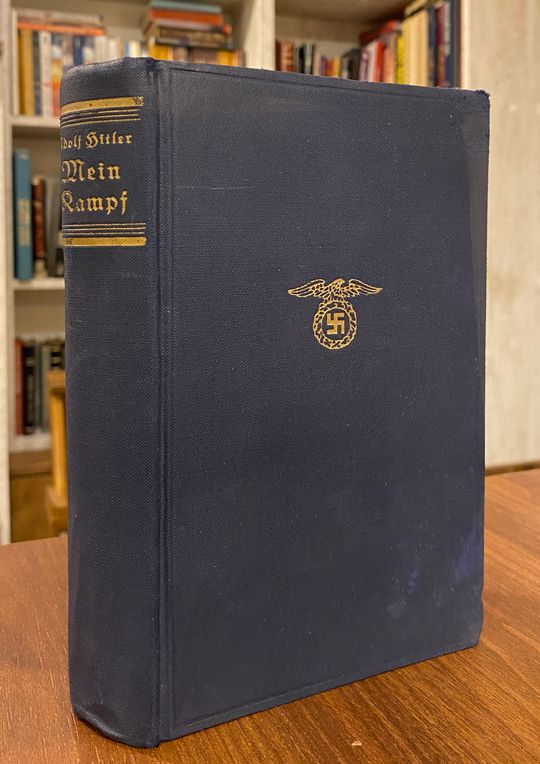 Adolf Hitler
Mein
Kampf